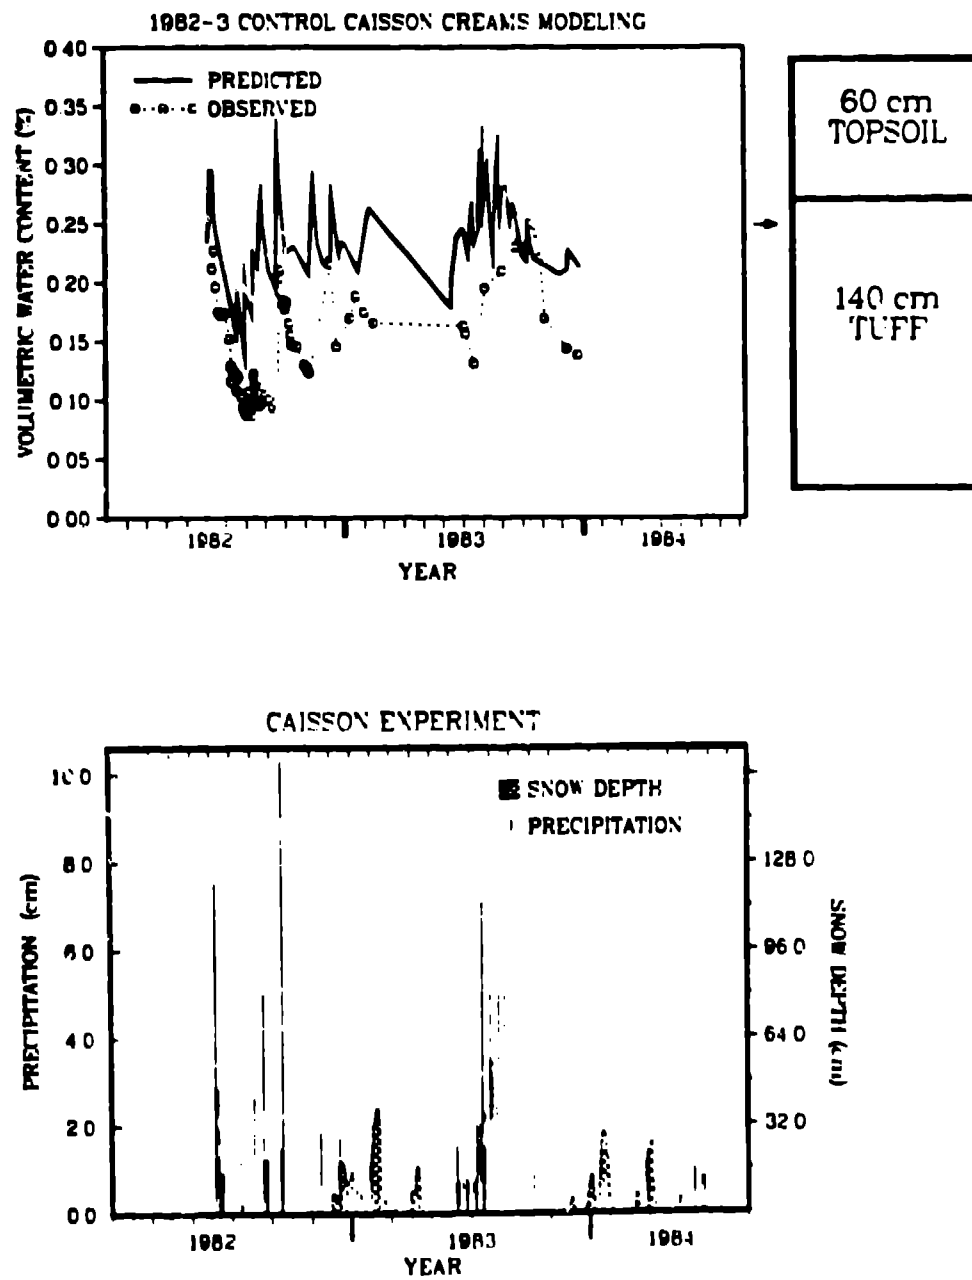 1982-3 CONTROL CAISSON CREAMS MODELING
0.40
0.35
0.30
0.25
0.20
0.15
0.10
0.05
0.00
VOLUMETRIC WATER CONTENT (%)
PREDICTED
OBSERVED
1982
1983
1984
YEAR
60 cm
TOPSOIL
140 cm
TUFF
CAISSON EXPERIMENT
10.0
8.0
6.0
4.0
2.0
0.0
PRECIPITATION (cm)
SNOW DEPTH
PRECIPITATION
128.0
96.0
64.0
32.0
SNOW DEPTH (cm)
1982
1983
1984
YEAR